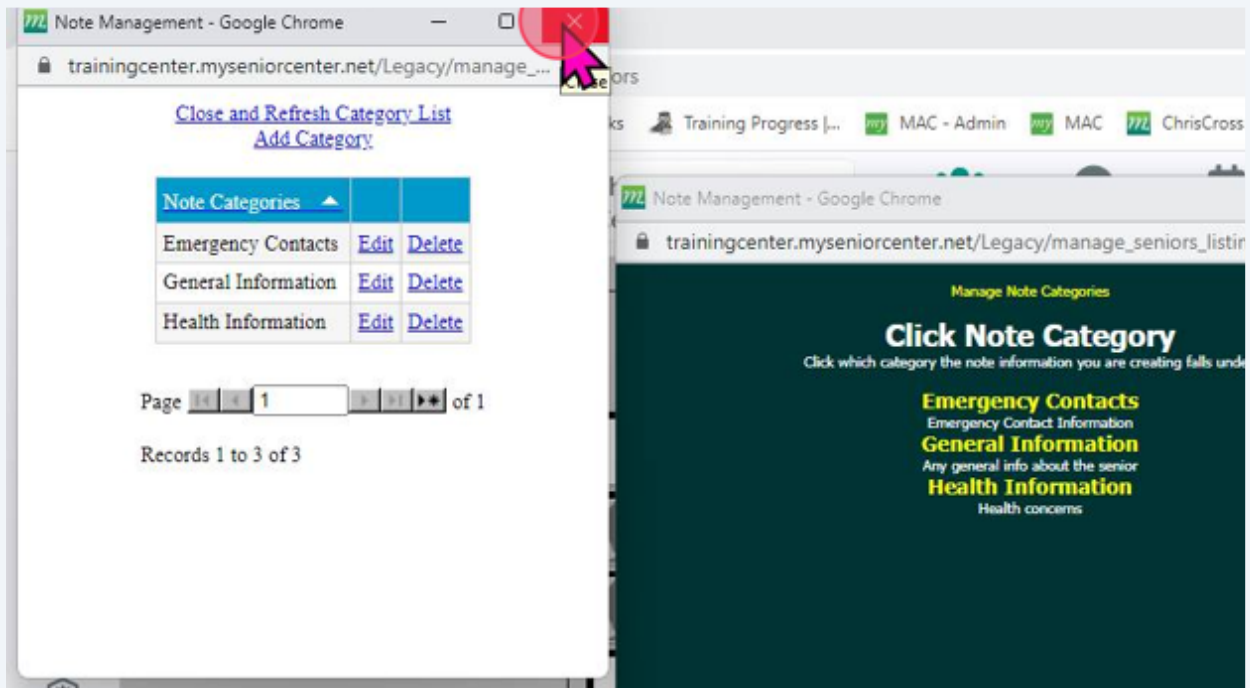 Note Management - Google Chrome
trainingcenter.myseniorcenter.net/Legacy/manage_...
Close
Close and Refresh Category List
Add Category
Note Categories
Emergency Contacts Edit Delete
General Information Edit Delete
Health Information Edit Delete
Page 1 of 1
Records 1 to 3 of 3
ors
ks Training Progress |... my MAC - Admin my MAC ChrisCross
Note Management - Google Chrome
trainingcenter.myseniorcenter.net/Legacy/manage_seniors_listin
Manage Note Categories
Click Note Category
Click which category the note information you are creating falls unde
Emergency Contacts
Emergency Contact Information
General Information
Any general info about the senior
Health Information
Health concerns